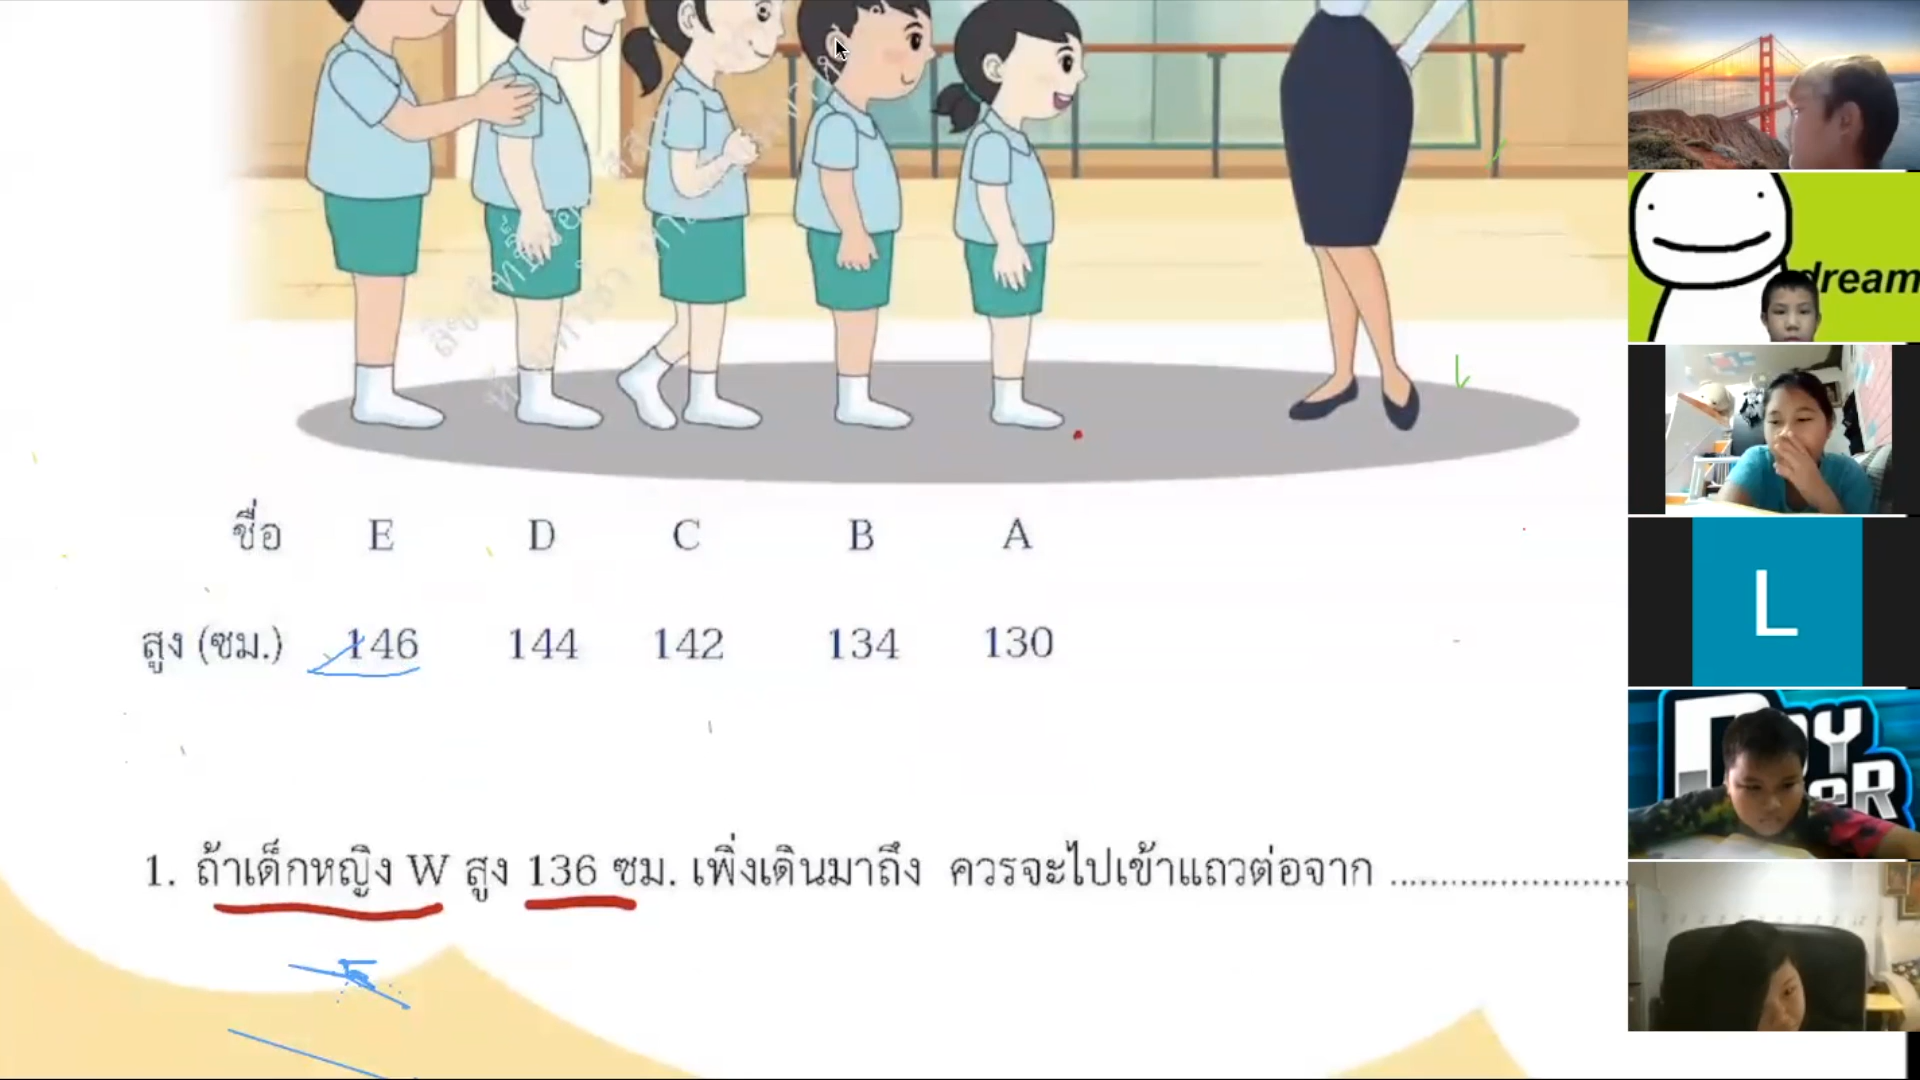 ชื่อ E D C B A
สูง (ซม.) 146 144 142 134 130
1. ถ้าเด็กหญิง W สูง 136 ซม. เพิ่งเดินมาถึง ควรจะไปเข้าแถวต่อจาก ........................
dream
L